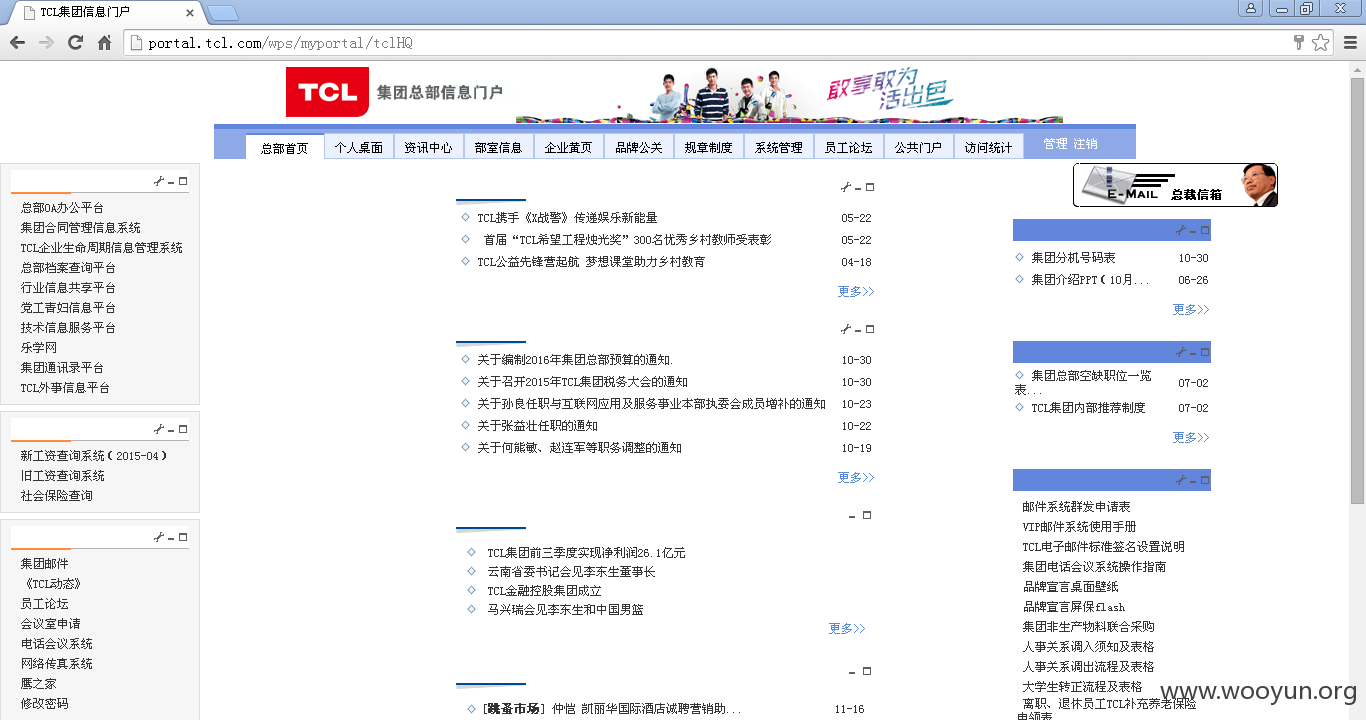 TCL集团信息门户
portal.tcl.com/wps/myportal/tclHQ
TCL 集团总部信息门户
敢享敢为
活出色
总部首页 个人桌面 资讯中心 部室信息 企业黄页 品牌公关 规章制度 系统管理 员工论坛 公共门户 访问统计 管理 注销
总部OA办公平台
集团合同管理信息系统
TCL企业生命周期信息管理系统
总部档案查询平台
行业信息共享平台
党工青妇信息平台
技术信息服务平台
乐学网
集团通讯录平台
TCL外事信息平台
新工资查询系统(2015-04)
旧工资查询系统
社会保险查询
集团邮件
《TCL动态》
员工论坛
会议室申请
电话会议系统
网络传真系统
鹰之家
修改密码
TCL携手《X战警》传递娱乐新能量 05-22
首届“TCL希望工程烛光奖”300名优秀乡村教师受表彰 05-22
TCL公益先锋营起航 梦想课堂助力乡村教育 04-18
更多>>
关于编制2016年集团总部预算的通知. 10-30
关于召开2015年TCL集团税务大会的通知 10-30
关于孙良任职与互联网应用及服务事业本部执委会成员增补的通知 10-23
关于张益壮任职的通知 10-22
关于何能敏、赵连军等职务调整的通知 10-19
更多>>
TCL集团前三季度实现净利润26.1亿元
云南省委书记会见李东生董事长
TCL金融控股集团成立
马兴瑞会见李东生和中国男篮
更多>>
[跳蚤市场] 仲恺 凯丽华国际酒店诚聘营销助... 11-16
E-MAIL 总裁信箱
集团分机号码表 10-30
集团介绍PPT(10月... 06-26
更多>>
集团总部空缺职位一览表... 07-02
TCL集团内部推荐制度 07-02
更多>>
邮件系统群发申请表
VIP邮件系统使用手册
TCL电子邮件标准签名设置说明
集团电话会议系统操作指南
品牌宣言桌面壁纸
品牌宣言屏保flash
集团非生产物料联合采购
人事关系调入须知及表格
人事关系调出流程及表格
大学生转正流程及表格
离职、退休员工TCL补充养老保险
申领表
www.wooyun.org